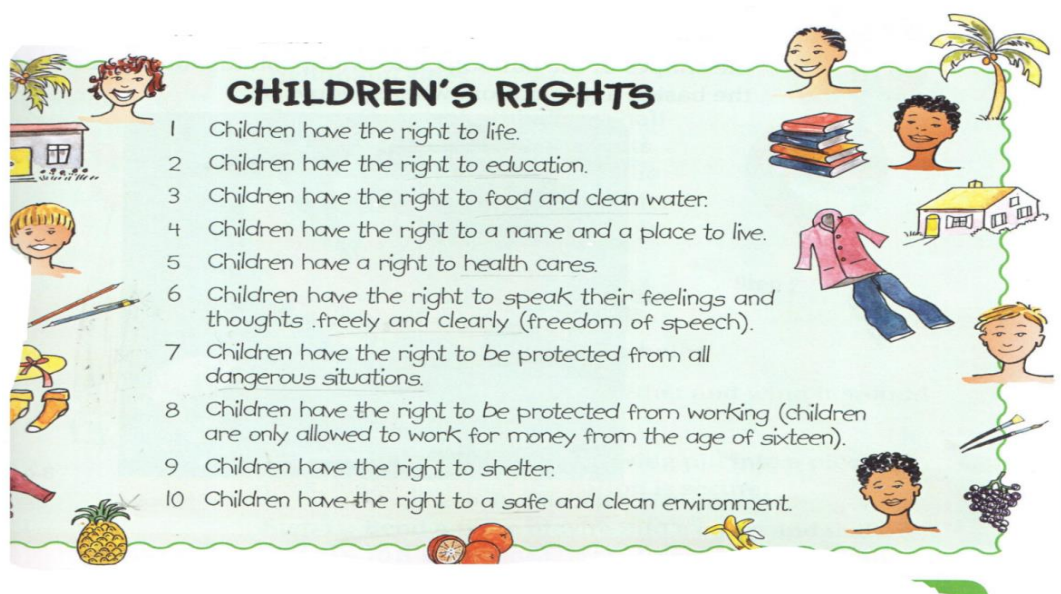 CHILDREN'S RIGHTS
1 Children have the right to life.
2 Children have the right to education.
3 Children have the right to food and clean water.
4 Children have the right to a name and a place to live.
5 Children have a right to health cares.
6 Children have the right to speak their feelings and
thoughts .freely and clearly (freedom of speech).
7 Children have the right to be protected from all
dangerous situations.
8 Children have the right to be protected from working (children
are only allowed to work for money from the age of sixteen).
9 Children have the right to shelter.
10 Children have the right to a safe and clean environment.